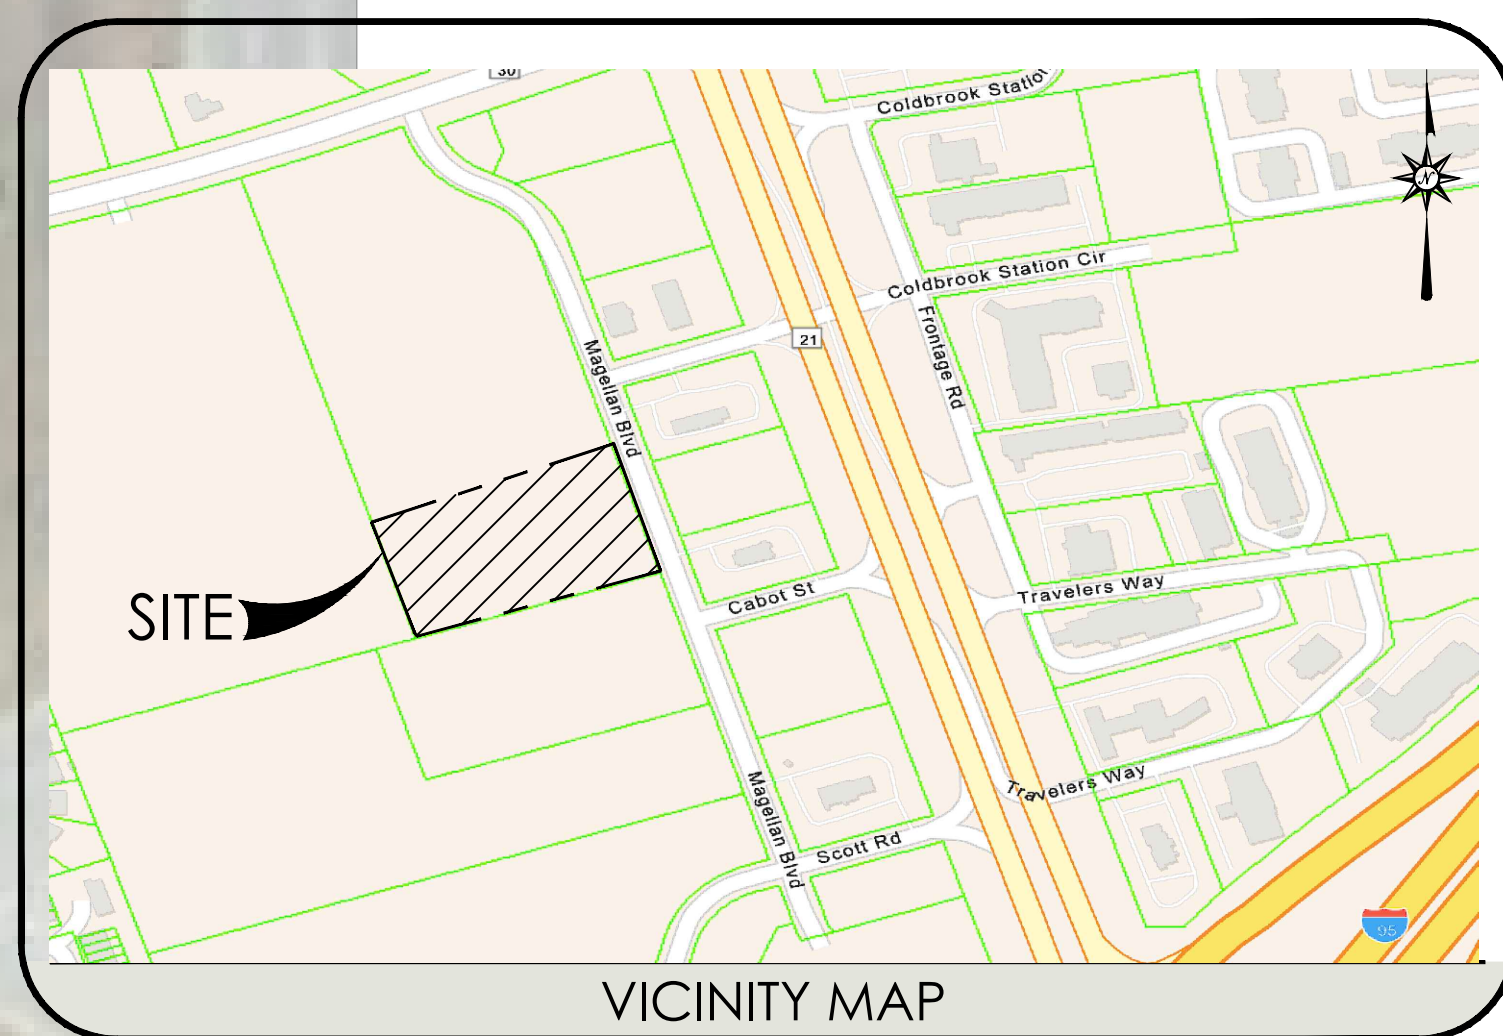 30
Coldbrook Statio
N
Coldbrook Station Cir
21
Frontage Rd
Magellan Blvd
SITE
Cabot St
Travelers Way
Travelers Way
Magellan Blvd
Scott Rd
95
VICINITY MAP